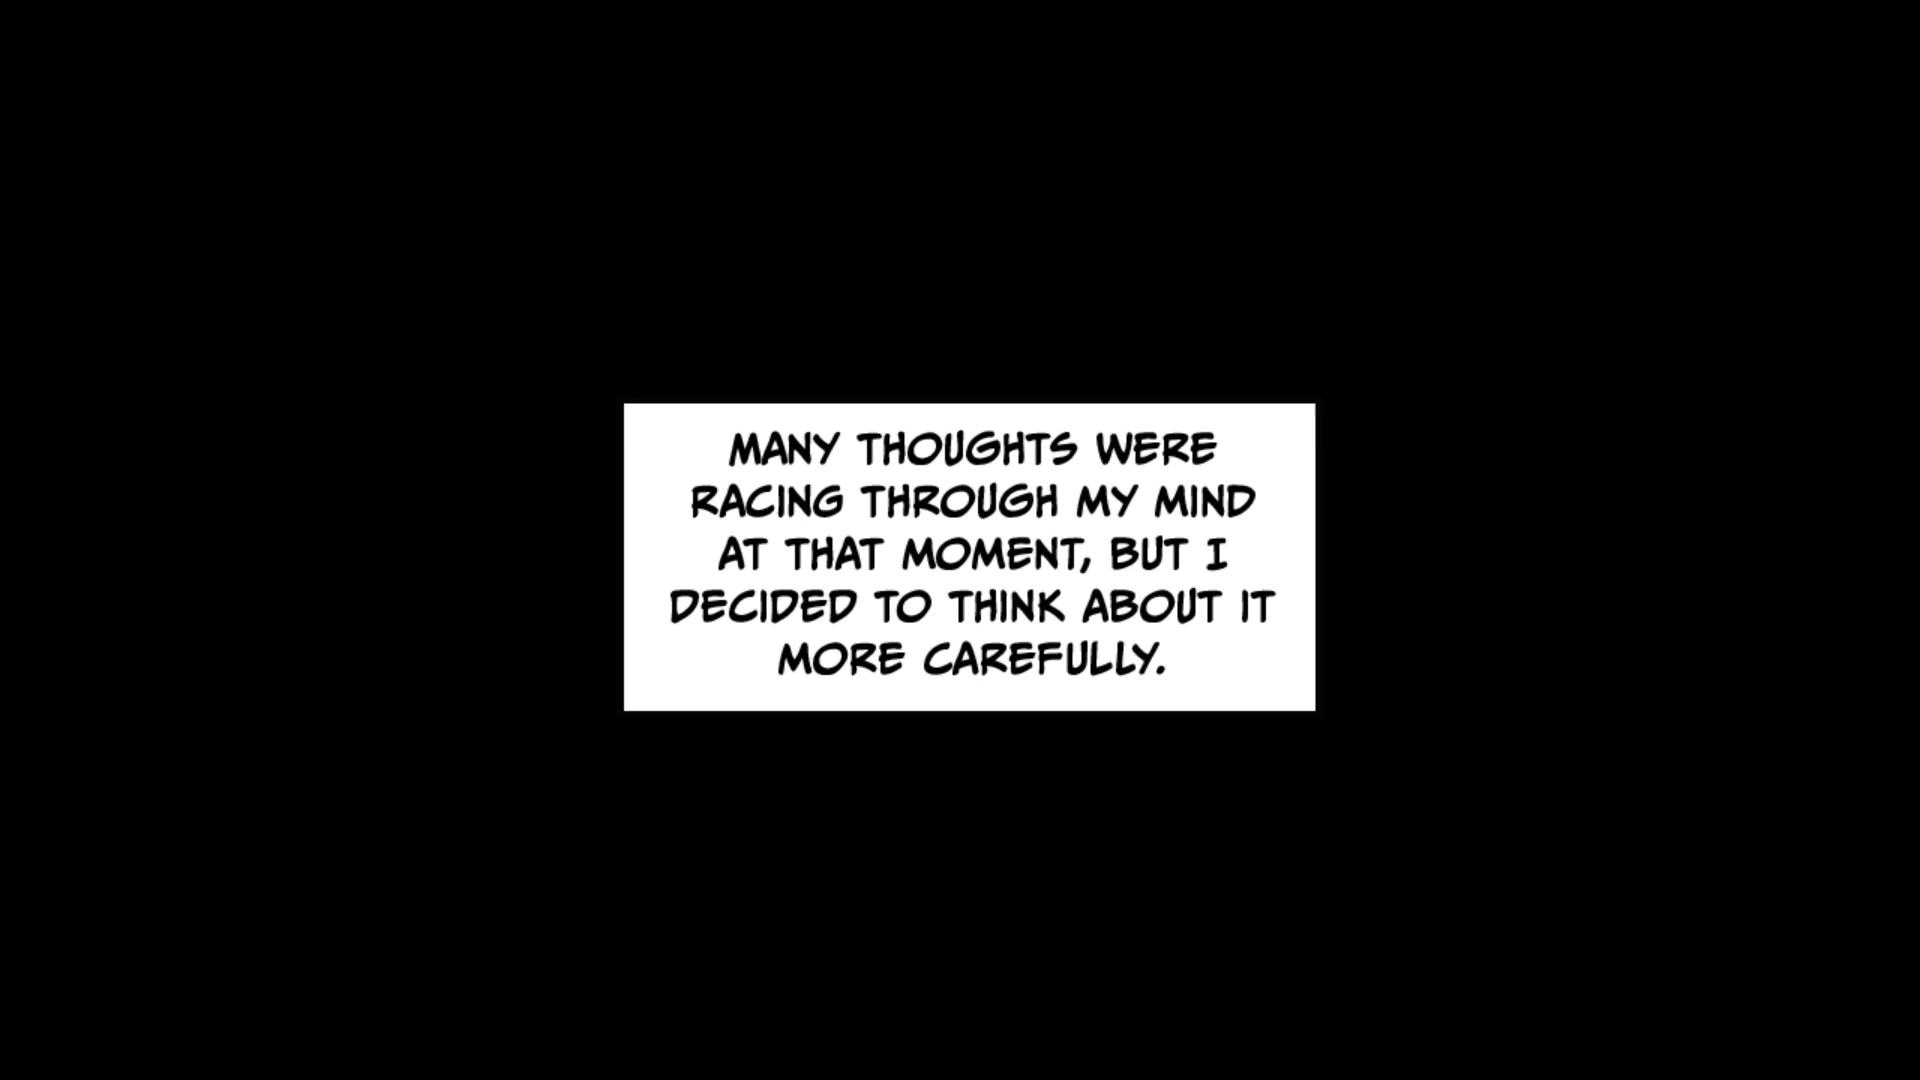 MANY THOUGHTS WERE
RACING THROUGH MY MIND
AT THAT MOMENT, BUT I
DECIDED TO THINK ABOUT IT
MORE CAREFULLY.